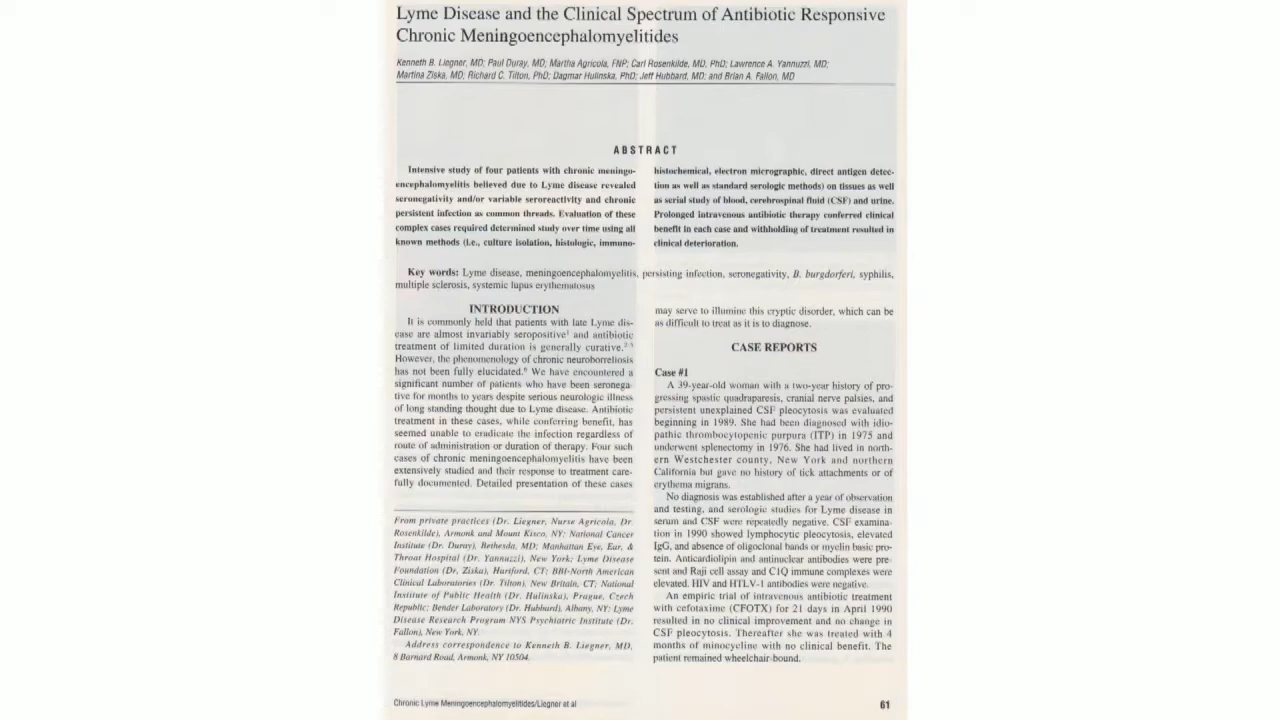 Lyme Disease and the Clinical Spectrum of Antibiotic Responsive
Chronic Meningoencephalomyelitides
Kenneth B. Liegner, MD; Paul Duray, MD; Martha Agricola, FNP; Carl Rosenkilde, MD, PhD; Lawrence A. Yannuzzi, MD;
Martina Ziska, MD; Richard C. Tilton, PhD; Dagmar Hulinska, PhD; Jeff Hubbard, MD; and Brian A. Fallon, MD
ABSTRACT
Intensive study of four patients with chronic meningo-
encephalomyelitis believed due to Lyme disease revealed
seronegativity and/or variable seroreactivity and chronic
persistent infection as common threads. Evaluation of these
complex cases required determined study over time using all
known methods (i.e., culture isolation, histologic, immuno-
histochemical, electron micrographic, direct antigen detec-
tion as well as standard serologic methods) on tissues as well
as serial study of blood, cerebrospinal fluid (CSF) and urine.
Prolonged intravenous antibiotic therapy conferred clinical
benefit in each case and withholding of treatment resulted in
clinical deterioration.
Key words: Lyme disease, meningoencephalomyelitis, persisting infection, seronegativity, B. burgdorferi, syphilis,
multiple sclerosis, systemic lupus erythematosus
INTRODUCTION
It is commonly held that patients with late Lyme dis-
ease are almost invariably seropositive¹ and antibiotic
treatment of limited duration is generally curative.²⁻⁵
However, the phenomenology of chronic neuroborreliosis
has not been fully elucidated.⁶ We have encountered a
significant number of patients who have been seronega-
tive for months to years despite serious neurologic illness
of long standing thought due to Lyme disease. Antibiotic
treatment in these cases, while conferring benefit, has
seemed unable to eradicate the infection regardless of
route of administration or duration of therapy. Four such
cases of chronic meningoencephalomyelitis have been
extensively studied and their response to treatment care-
fully documented. Detailed presentation of these cases
From private practices (Dr. Liegner, Nurse Agricola, Dr.
Rosenkilde), Armonk and Mount Kisco, NY; National Cancer
Institute (Dr. Duray), Bethesda, MD; Manhattan Eye, Ear, &
Throat Hospital (Dr. Yannuzzi), New York; Lyme Disease
Foundation (Dr. Ziska), Hartford, CT; BBI-North American
Clinical Laboratories (Dr. Tilton), New Britain, CT; National
Institute of Public Health (Dr. Hulinska), Prague, Czech
Republic; Bender Laboratory (Dr. Hubbard), Albany, NY; Lyme
Disease Research Program NYS Psychiatric Institute (Dr.
Fallon), New York, NY.
Address correspondence to Kenneth B. Liegner, MD,
8 Barnard Road, Armonk, NY 10504.
may serve to illumine this cryptic disorder, which can be
as difficult to treat as it is to diagnose.
CASE REPORTS
Case #1
A 39-year-old woman with a two-year history of pro-
gressing spastic quadraparesis, cranial nerve palsies, and
persistent unexplained CSF pleocytosis was evaluated
beginning in 1989. She had been diagnosed with idio-
pathic thrombocytopenic purpura (ITP) in 1975 and
underwent splenectomy in 1976. She had lived in north-
ern Westchester county, New York and northern
California but gave no history of tick attachments or of
erythema migrans.
No diagnosis was established after a year of observation
and testing, and serologic studies for Lyme disease in
serum and CSF were repeatedly negative. CSF examina-
tion in 1990 showed lymphocytic pleocytosis, elevated
IgG, and absence of oligoclonal bands or myelin basic pro-
tein. Anticardiolipin and antinuclear antibodies were pre-
sent and Raji cell assay and C1Q immune complexes were
elevated. HIV and HTLV-1 antibodies were negative.
An empiric trial of intravenous antibiotic treatment
with cefotaxime (CFOTX) for 21 days in April 1990
resulted in no clinical improvement and no change in
CSF pleocytosis. Thereafter she was treated with 4
months of minocycline with no clinical benefit. The
patient remained wheelchair-bound.
Chronic Lyme Meningoencephalomyelitides/Liegner et al
61